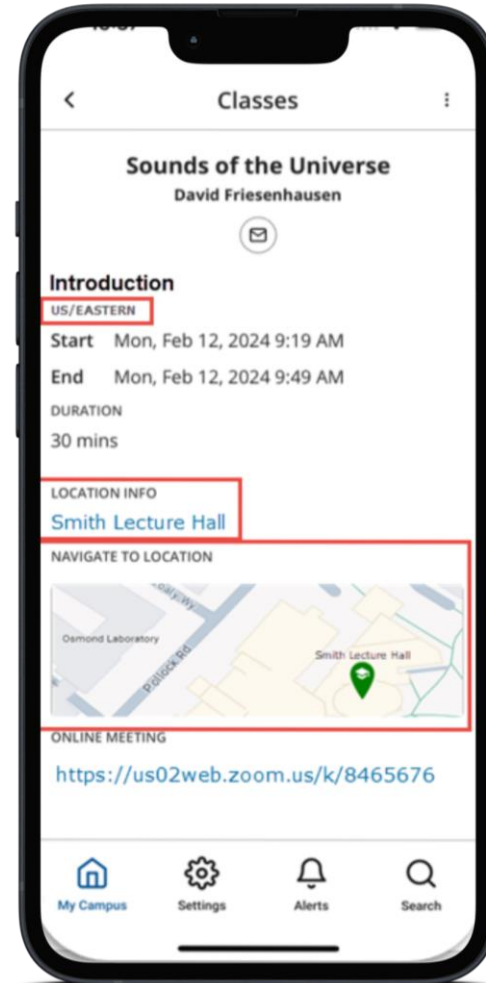 Classes
Sounds of the Universe
David Friesenhausen
Introduction
US/EASTERN
Start Mon, Feb 12, 2024 9:19 AM
End Mon, Feb 12, 2024 9:49 AM
DURATION
30 mins
LOCATION INFO
Smith Lecture Hall
NAVIGATE TO LOCATION
Osmond Laboratory
Pollock Rd
Smith Lecture Hall
ONLINE MEETING
https://us02web.zoom.us/k/8465676
My Campus Settings Alerts Search